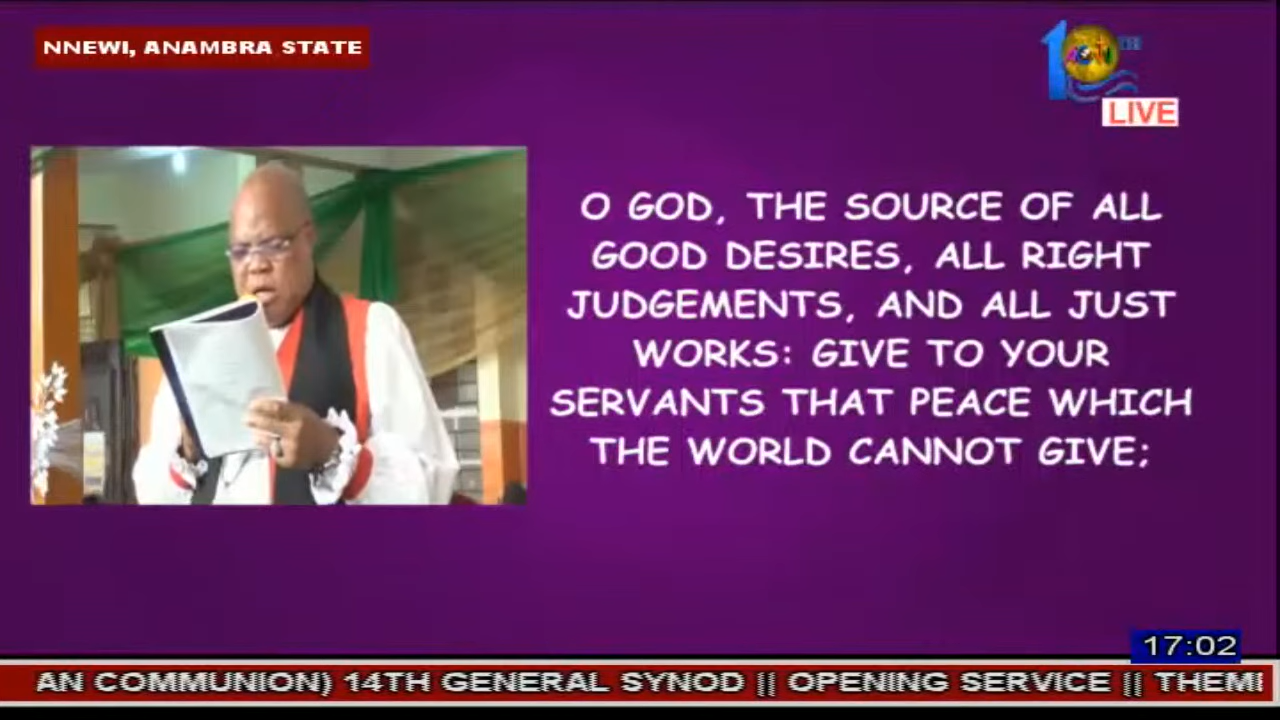 NNEWI, ANAMBRA STATE
LIVE
O GOD, THE SOURCE OF ALL
GOOD DESIRES, ALL RIGHT
JUDGEMENTS, AND ALL JUST
WORKS: GIVE TO YOUR
SERVANTS THAT PEACE WHICH
THE WORLD CANNOT GIVE;
17:02
AN COMMUNION) 14TH GENERAL SYNOD || OPENING SERVICE || THEM